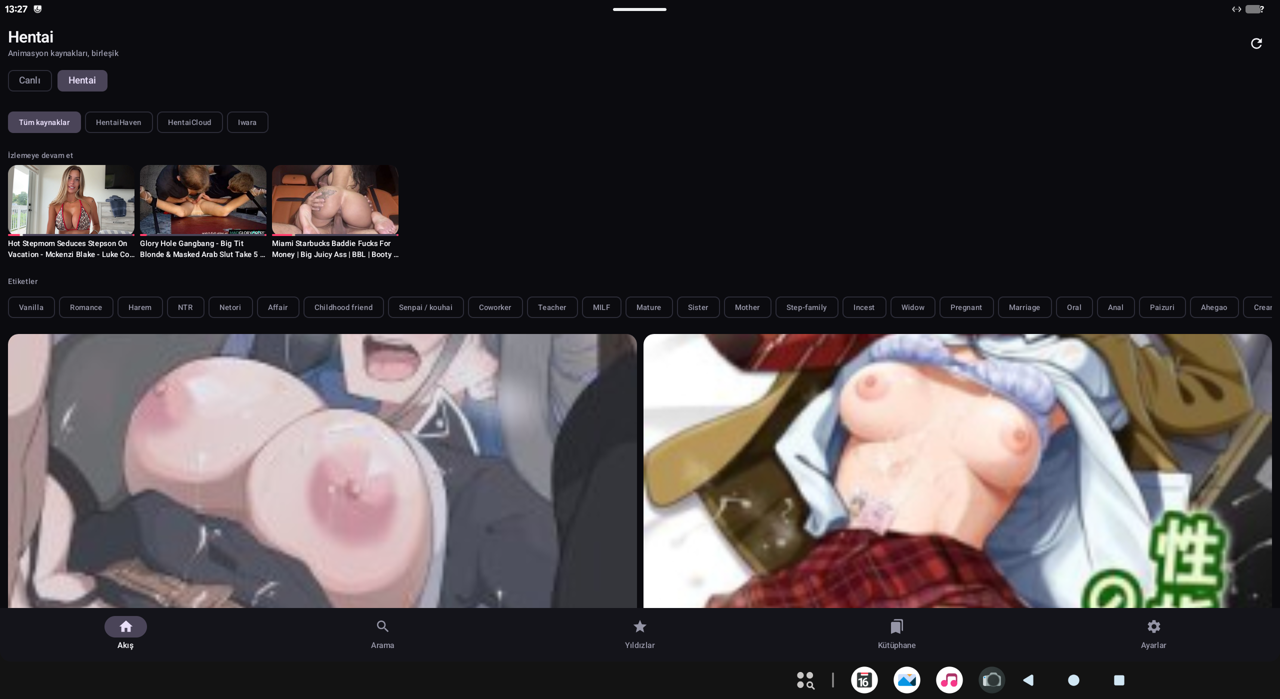 13:27
Hentai
Animasyon kaynakları, birleşik
Canlı
Hentai
Tüm kaynaklar
HentaiHaven
HentaiCloud
Iwara
İzlemeye devam et
Hot Stepmom Seduces Stepson On
Vacation - Mckenzi Blake - Luke Co...
Glory Hole Gangbang - Big Tit
Blonde & Masked Arab Slut Take 5 ...
Miami Starbucks Baddie Fucks For
Money | Big Juicy Ass | BBL | Booty ...
Etiketler
Vanilla
Romance
Harem
NTR
Netori
Affair
Childhood friend
Senpai / kouhai
Coworker
Teacher
MILF
Mature
Sister
Mother
Step-family
Incest
Widow
Pregnant
Marriage
Oral
Anal
Paizuri
Ahegao
性
Akış
Arama
Yıldızlar
Kütüphane
Ayarlar
16